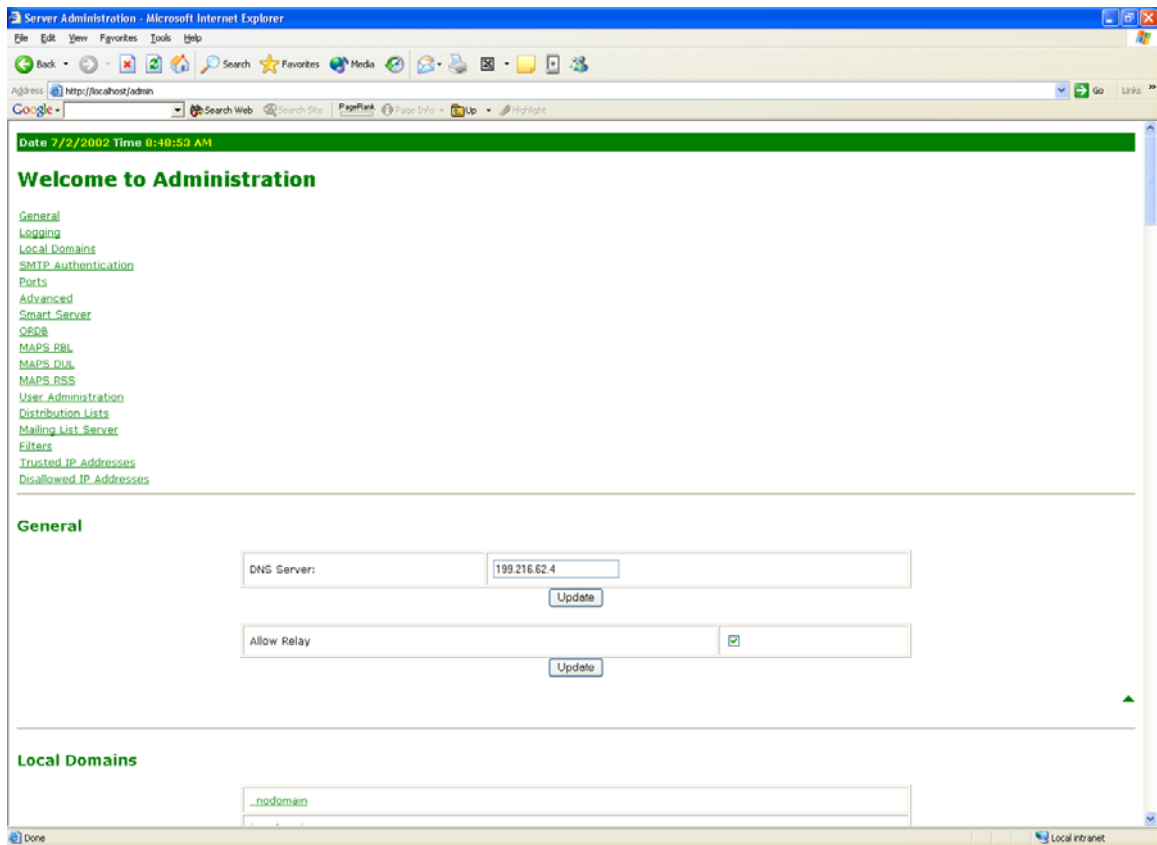 Server Administration - Microsoft Internet Explorer
File Edit View Favorites Tools Help
Back Search Favorites Media
Address http://localhost/admin Go Links »
Google Search Web Search Site PageRank Page Info Up Highlight
Date 7/2/2002 Time 8:48:53 AM
Welcome to Administration
General
Logging
Local Domains
SMTP Authentication
Ports
Advanced
Smart Server
ORDB
MAPS RBL
MAPS DUL
MAPS RSS
User Administration
Distribution Lists
Mailing List Server
Filters
Trusted IP Addresses
Disallowed IP Addresses
General
DNS Server: 199.216.62.4
Update
Allow Relay
Update
Local Domains
_nodomain
Done Local intranet